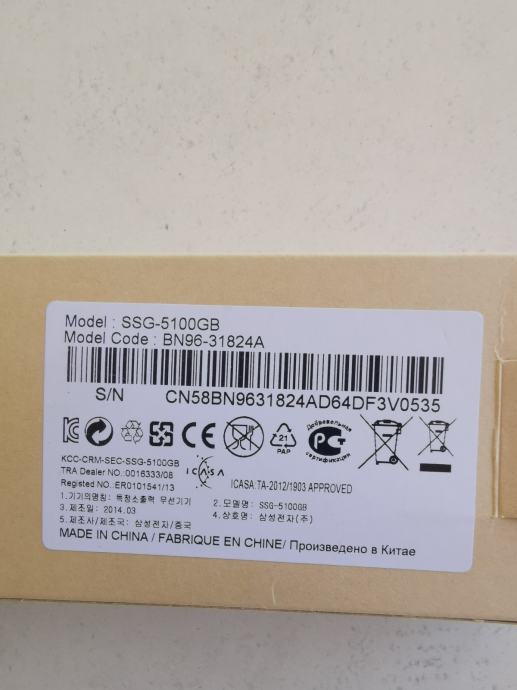 Model : SSG-5100GB
Model Code : BN96-31824A
S/N CN58BN9631824AD64DF3V0535
Добровольная
Сертификация
21
PAP
KCC-CRM-SEC-SSG-5100GB
TRA Dealer NO.:0016333/08
Registed NO.:ER0101541/13
ICASA
ICASA:TA-2012/1903 APPROVED
1.기기의명칭: 특정소출력 무선기기
2.모델명: SSG-5100GB
3.제조일: 2014.03
4.상호명: 삼성전자(주)
5.제조사/제조국: 삼성전자/중국
MADE IN CHINA / FABRIQUE EN CHINE/ Произведено в Китае